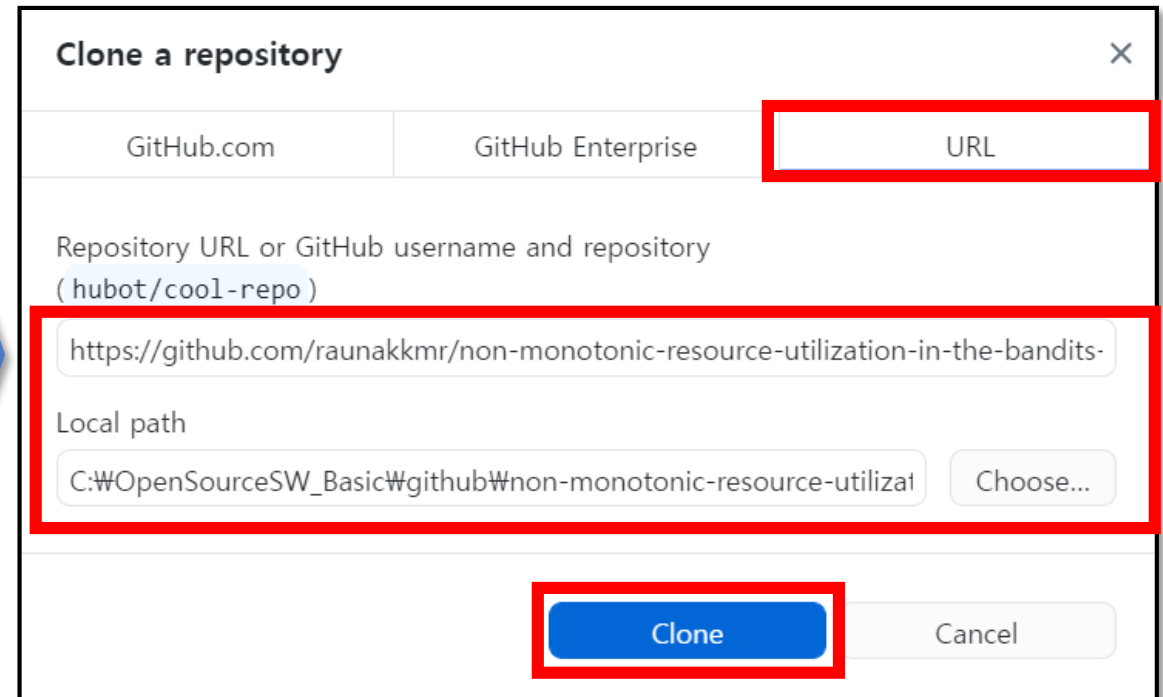 Clone a repository
GitHub.com
GitHub Enterprise
URL
Repository URL or GitHub username and repository
(hubot/cool-repo)
https://github.com/raunakkmr/non-monotonic-resource-utilization-in-the-bandits-
Local path
C:₩OpenSourceSW_Basic₩github₩non-monotonic-resource-utilizat
Choose...
Clone
Cancel